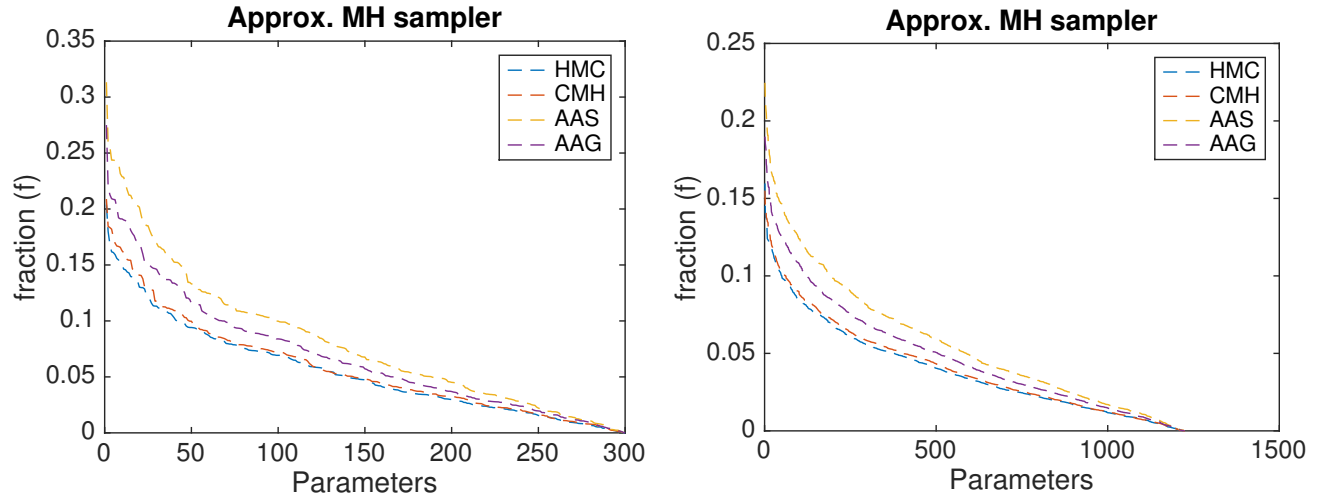 Approx. MH sampler
0.35
0.3
0.25
0.2
0.15
0.1
0.05
0
fraction (f)
HMC
CMH
AAS
AAG
0 50 100 150 200 250 300
Parameters
Approx. MH sampler
0.25
0.2
0.15
0.1
0.05
0
fraction (f)
HMC
CMH
AAS
AAG
0 500 1000 1500
Parameters